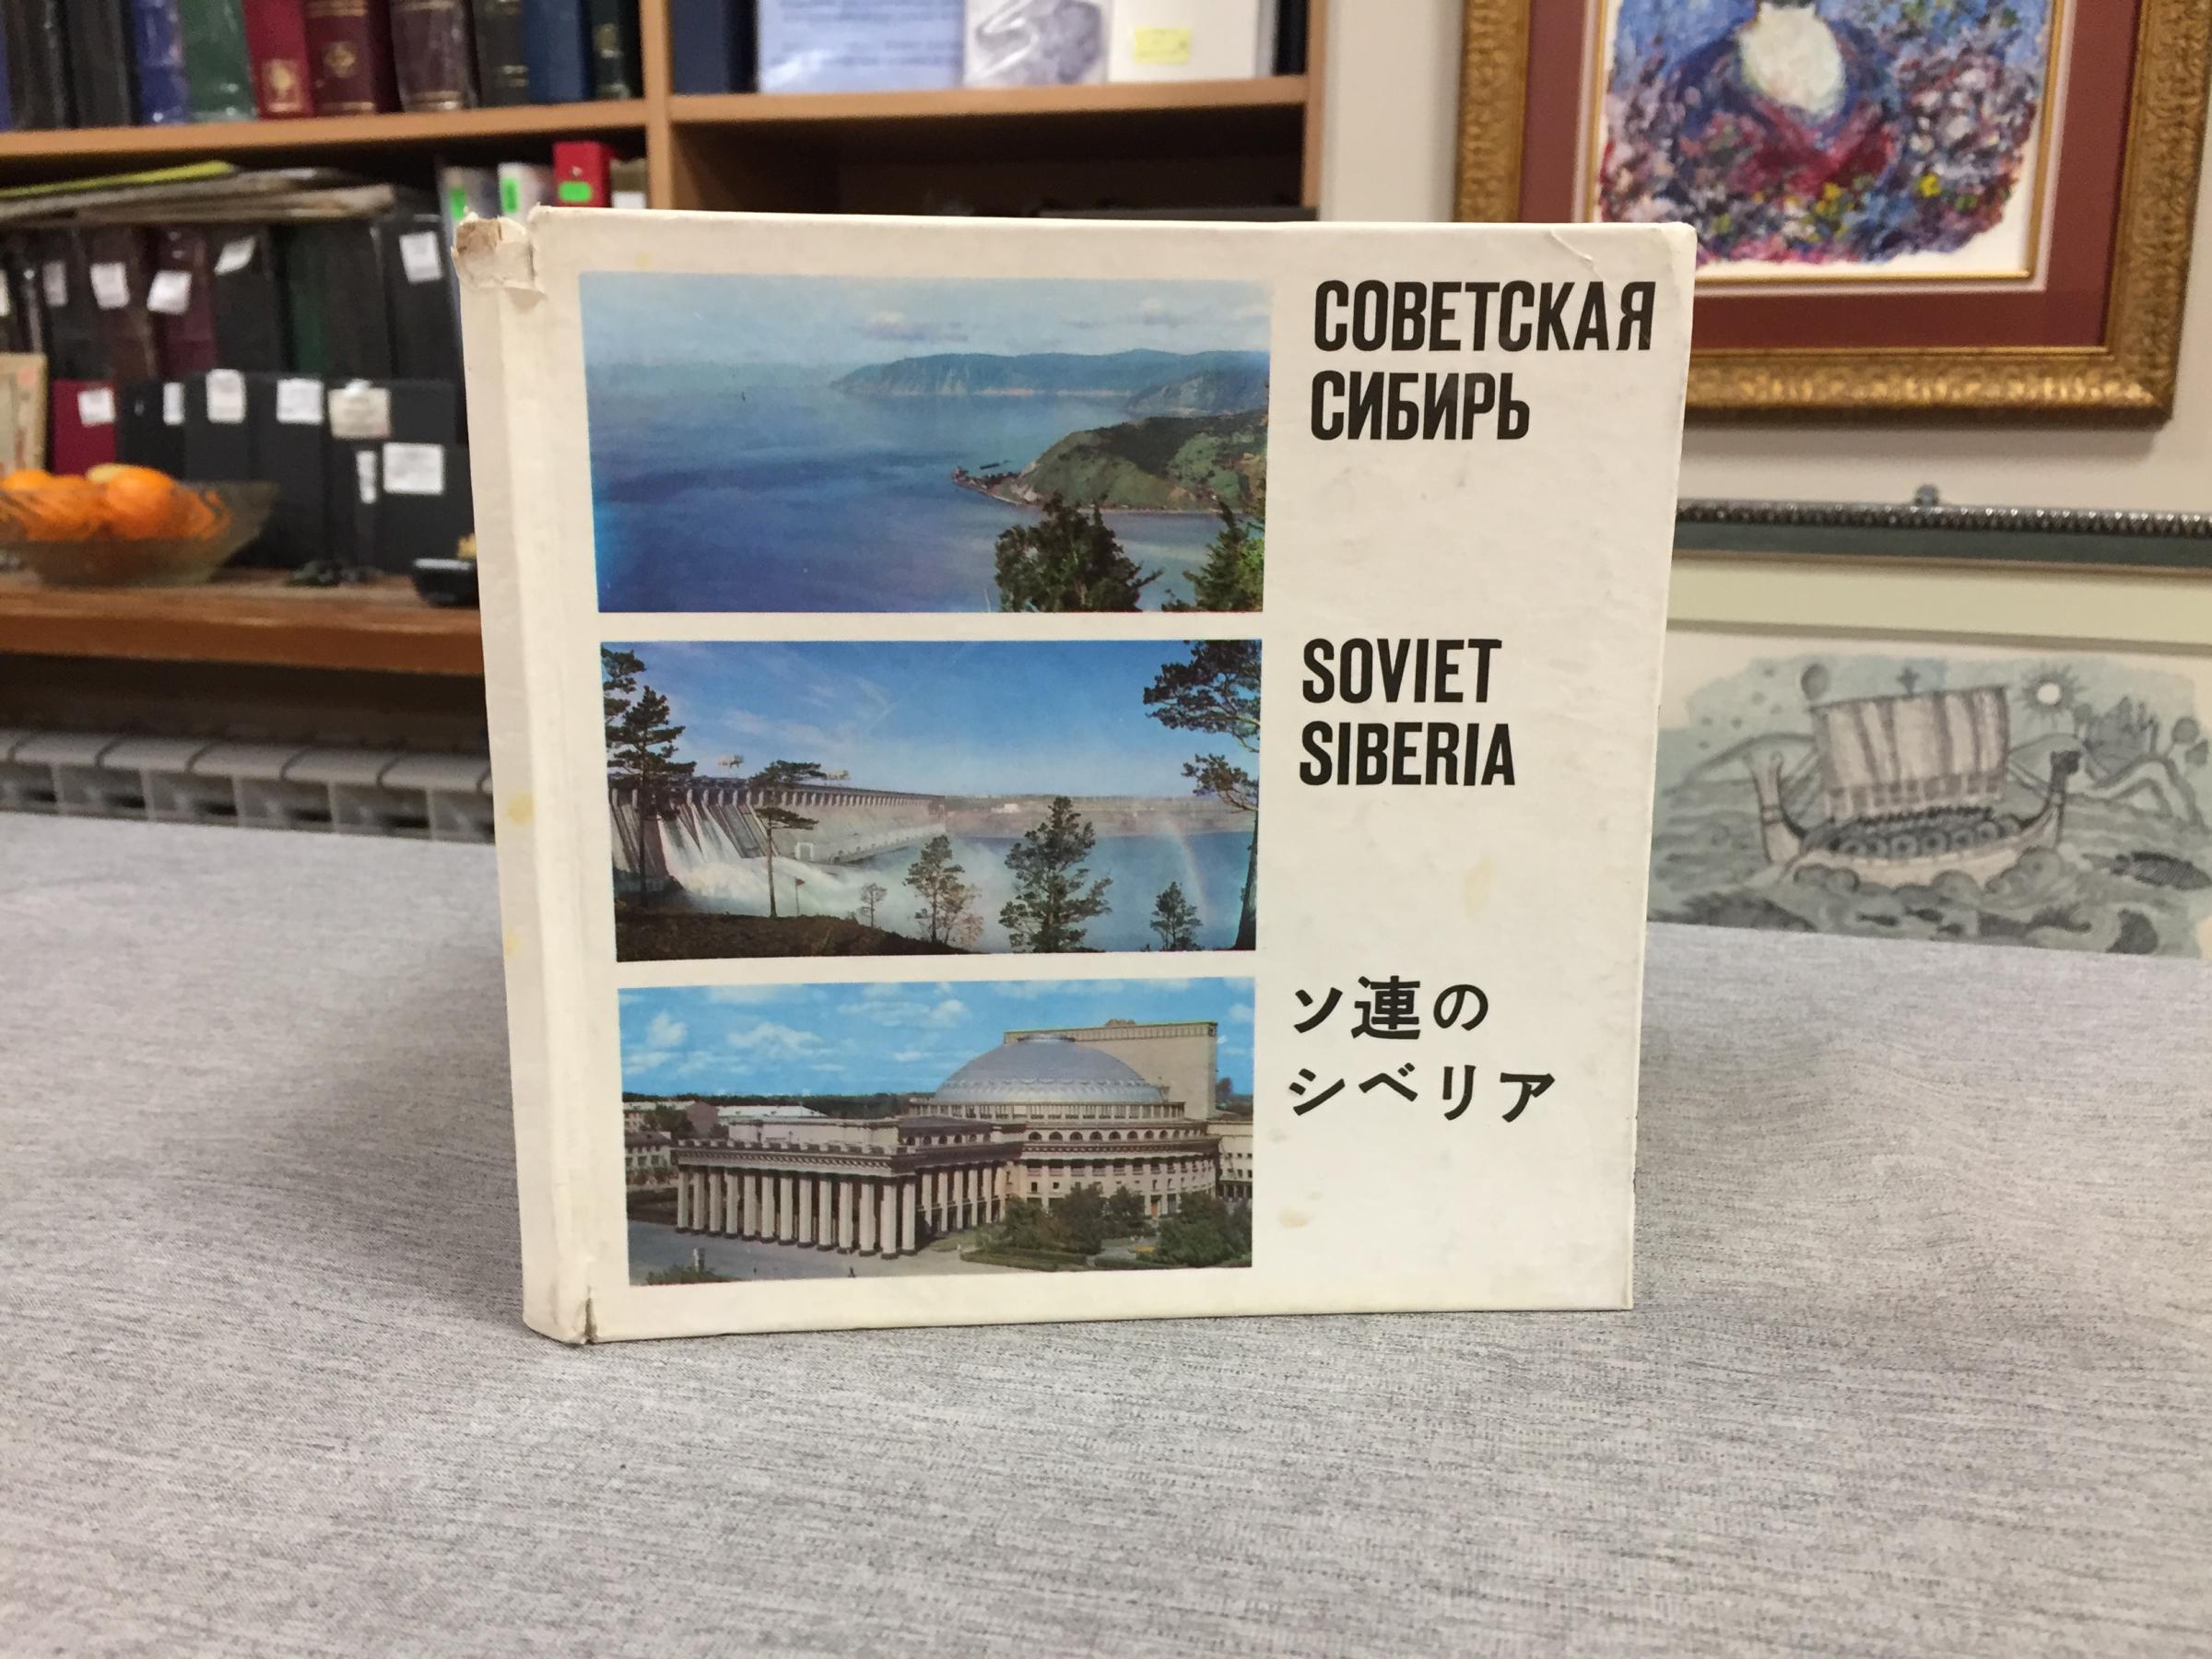 СОВЕТСКАЯ
СИБИРЬ
SOVIET
SIBERIA
ソ連の
シベリア